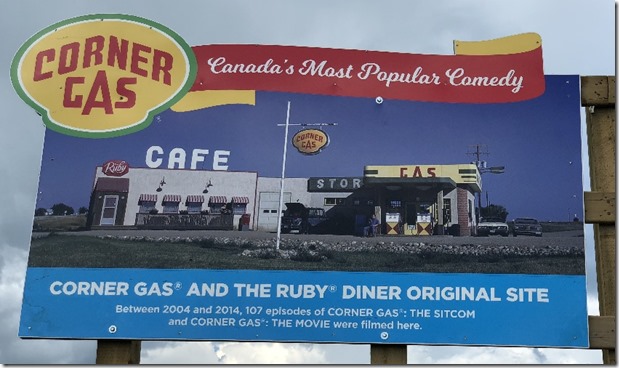 CORNER
GAS
Canada's Most Popular Comedy
CORNER
GAS
CAFE
Ruby
STOR
GAS
CORNER GAS® AND THE RUBY® DINER ORIGINAL SITE
Between 2004 and 2014, 107 episodes of CORNER GAS®: THE SITCOM
and CORNER GAS®: THE MOVIE were filmed here.